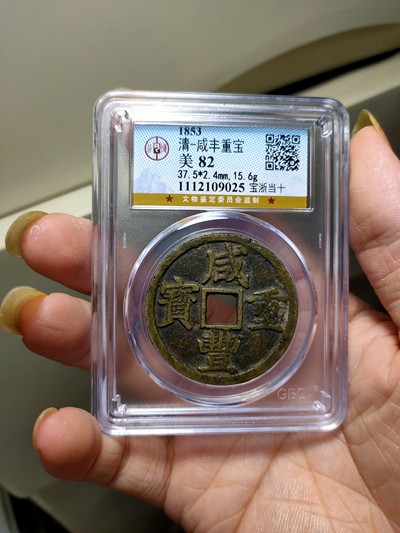 1853
清-咸丰重宝
美 82
37.5*2.4mm,15.6g
1112109025 宝浙当十
★ 文物鉴定委员会监制 ★
咸
寶 重
豐